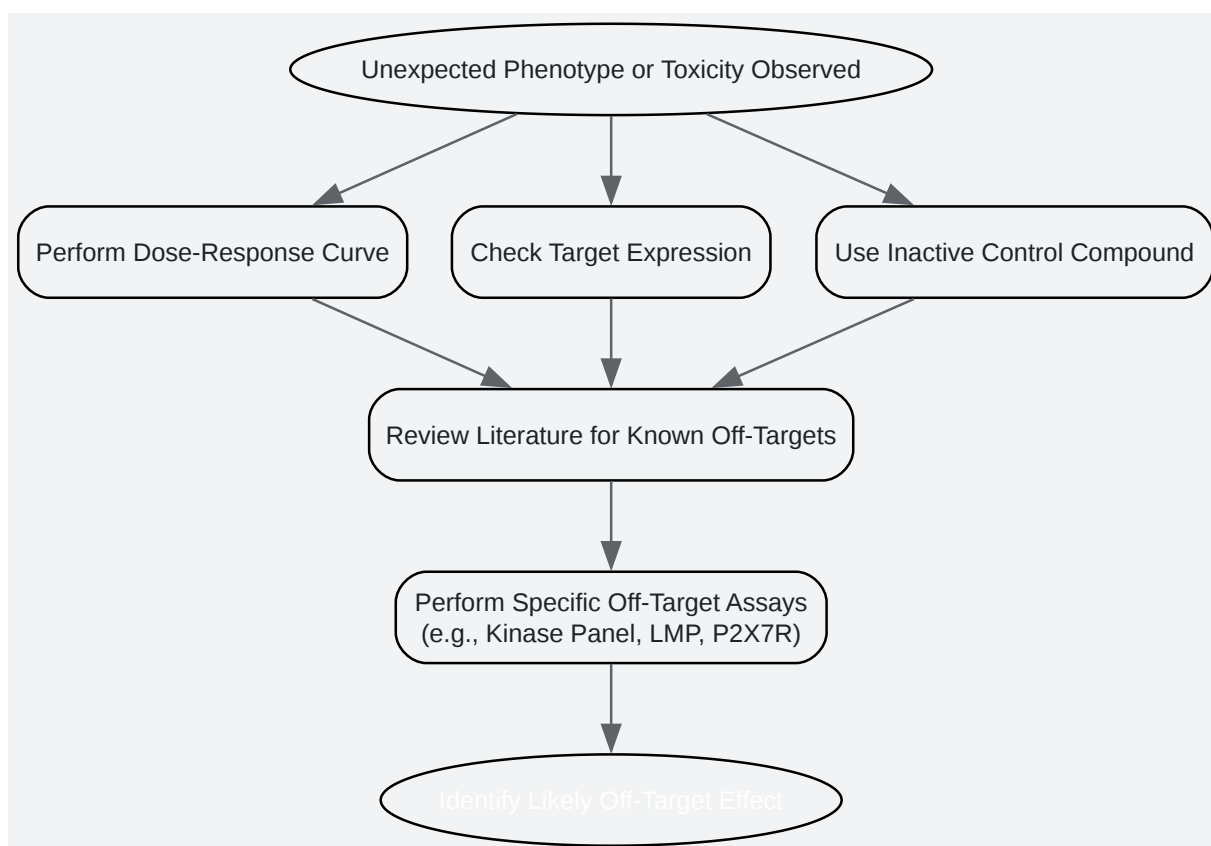 Unexpected Phenotype or Toxicity Observed
Perform Dose-Response Curve
Check Target Expression
Use Inactive Control Compound
Review Literature for Known Off-Targets
Perform Specific Off-Target Assays
(e.g., Kinase Panel, LMP, P2X7R)
Identify Likely Off-Target Effect